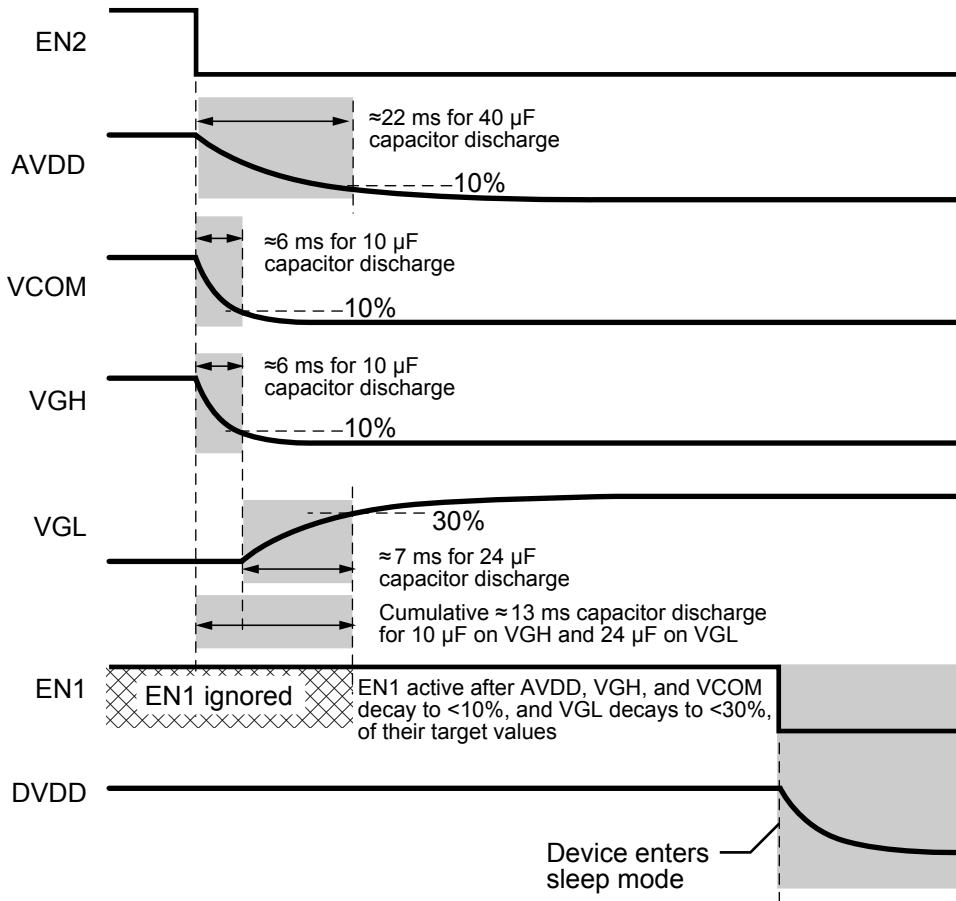 EN2
≈22 ms for 40 µF
capacitor discharge
AVDD
10%
≈6 ms for 10 µF
capacitor discharge
VCOM
10%
≈6 ms for 10 µF
capacitor discharge
VGH
10%
VGL
30%
≈7 ms for 24 µF
capacitor discharge
Cumulative ≈13 ms capacitor discharge
for 10 µF on VGH and 24 µF on VGL
EN1
EN1 ignored
EN1 active after AVDD, VGH, and VCOM
decay to <10%, and VGL decays to <30%,
of their target values
DVDD
Device enters
sleep mode